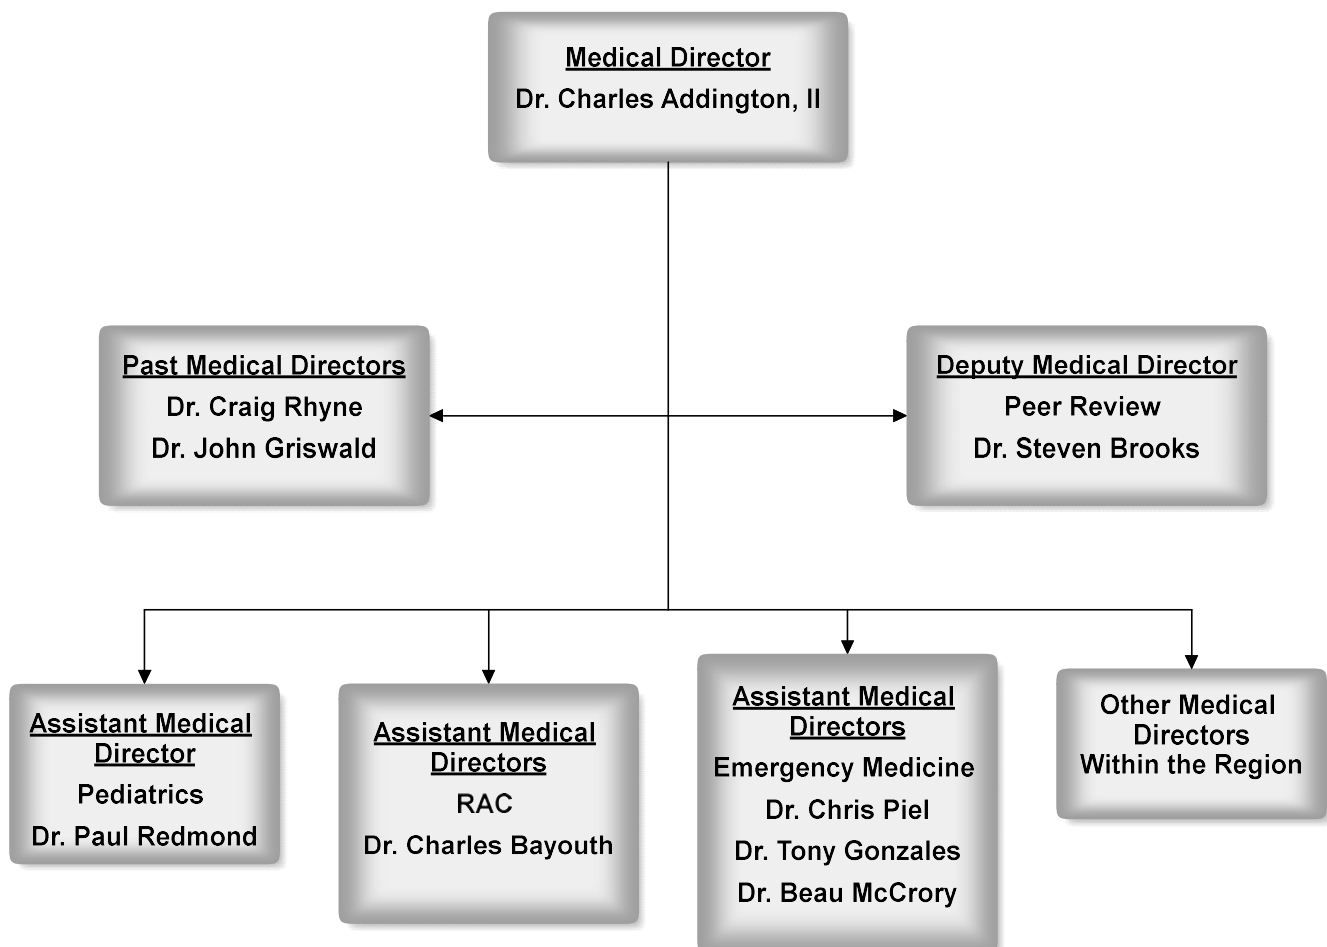 Medical Director
Dr. Charles Addington, II
Past Medical Directors
Dr. Craig Rhyne
Dr. John Griswald
Deputy Medical Director
Peer Review
Dr. Steven Brooks
Assistant Medical
Director
Pediatrics
Dr. Paul Redmond
Assistant Medical
Directors
RAC
Dr. Charles Bayouth
Assistant Medical
Directors
Emergency Medicine
Dr. Chris Piel
Dr. Tony Gonzales
Dr. Beau McCrory
Other Medical
Directors
Within the Region